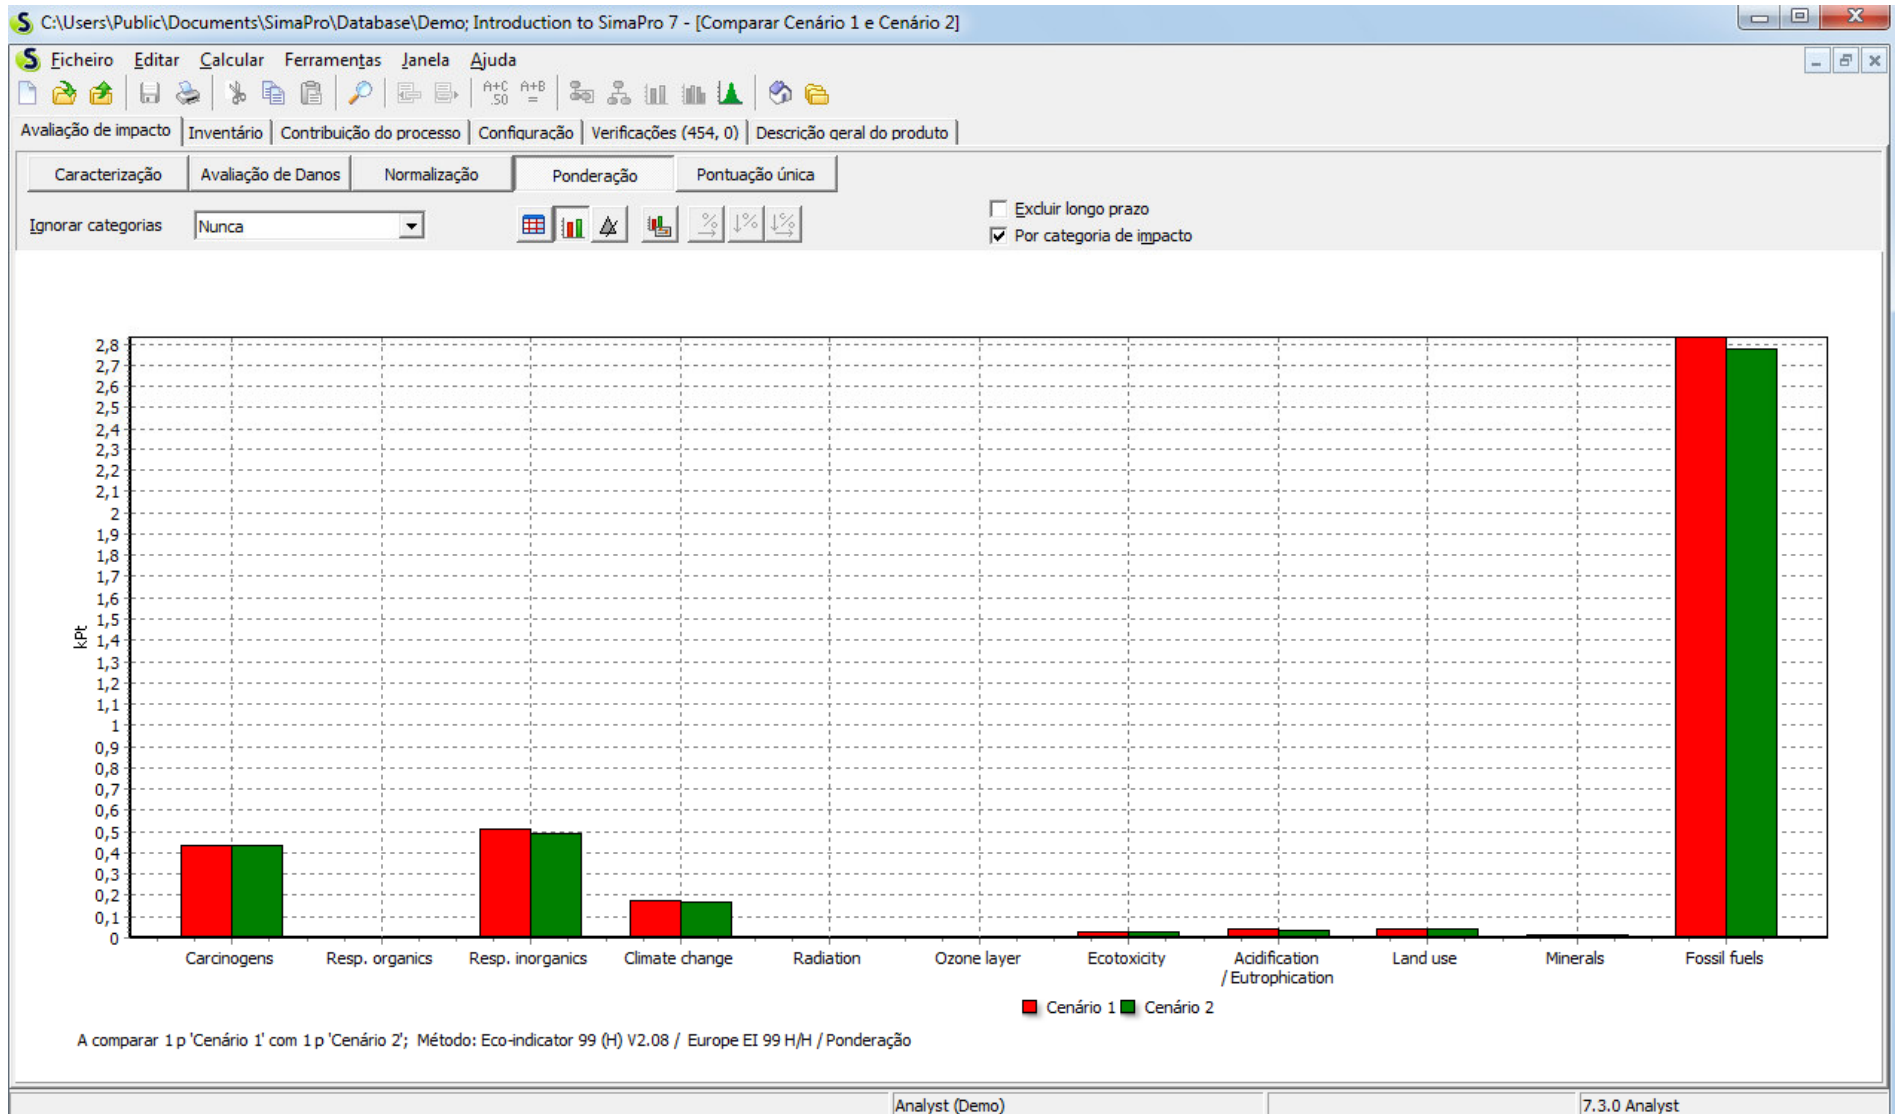 C:\Users\Public\Documents\SimaPro\Database\Demo; Introduction to SimaPro 7 - [Comparar Cenário 1 e Cenário 2]
Ficheiro Editar Calcular Ferramentas Janela Ajuda
A+C .50 A+B =
Avaliação de impacto Inventário Contribuição do processo Configuração Verificações (454, 0) Descrição geral do produto
Caracterização Avaliação de Danos Normalização Ponderação Pontuação única
Excluir longo prazo
Ignorar categorias Nunca
Por categoria de impacto
2,8
2,7
2,6
2,5
2,4
2,3
2,2
2,1
2
1,9
1,8
1,7
1,6
1,5
kPt
1,4
1,3
1,2
1,1
1
0,9
0,8
0,7
0,6
0,5
0,4
0,3
0,2
0,1
0
Carcinogens Resp. organics Resp. inorganics Climate change Radiation Ozone layer Ecotoxicity Acidification / Eutrophication Land use Minerals Fossil fuels
Cenário 1 Cenário 2
A comparar 1 p 'Cenário 1' com 1 p 'Cenário 2'; Método: Eco-indicator 99 (H) V2.08 / Europe EI 99 H/H / Ponderação
Analyst (Demo) 7.3.0 Analyst